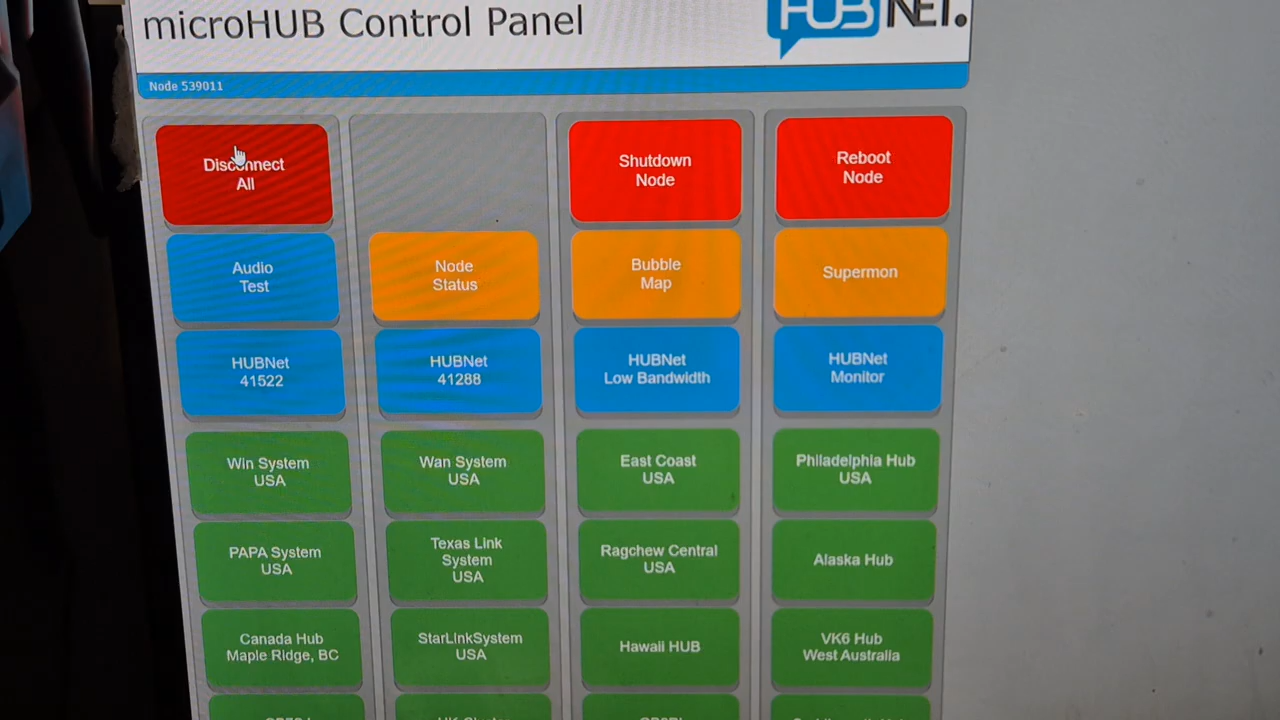 microHUB Control Panel
HUBNET.
Node 539011
Disconnect
All
Shutdown
Node
Reboot
Node
Audio
Test
Node
Status
Bubble
Map
Supermon
HUBNet
41522
HUBNet
41288
HUBNet
Low Bandwidth
HUBNet
Monitor
Win System
USA
Wan System
USA
East Coast
USA
Philadelphia Hub
USA
PAPA System
USA
Texas Link
System
USA
Ragchew Central
USA
Alaska Hub
Canada Hub
Maple Ridge, BC
StarLinkSystem
USA
Hawaii HUB
VK6 Hub
West Australia